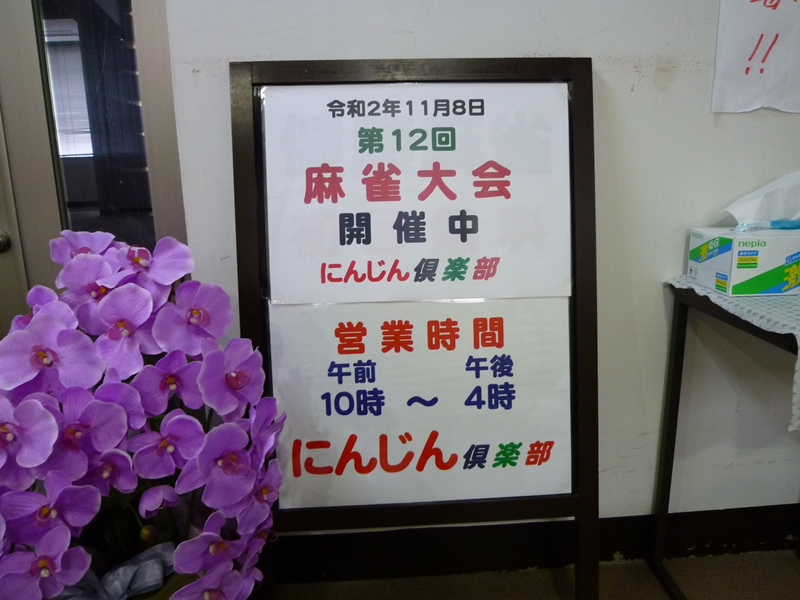 令和2年11月8日
第12回
麻雀大会
開催中
にんじん倶楽部
営業時間
午前 午後
10時 ～ 4時
にんじん倶楽部
!!
nepia